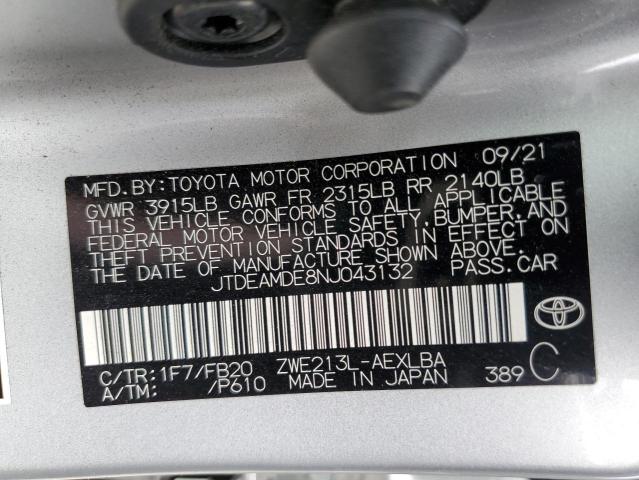 MFD.BY:TOYOTA MOTOR CORPORATION 09/21
GVWR 3915LB GAWR FR 2315LB RR 2140LB
THIS VEHICLE CONFORMS TO ALL APPLICABLE
FEDERAL MOTOR VEHICLE SAFETY,BUMPER,AND
THEFT PREVENTION STANDARDS IN EFFECT ON
THE DATE OF MANUFACTURE SHOWN ABOVE.
JTDEAMDE8NJ043132 PASS.CAR
C/TR:1F7/FB20 ZWE213L-AEXLBA
A/TM: /P610 MADE IN JAPAN 389 C